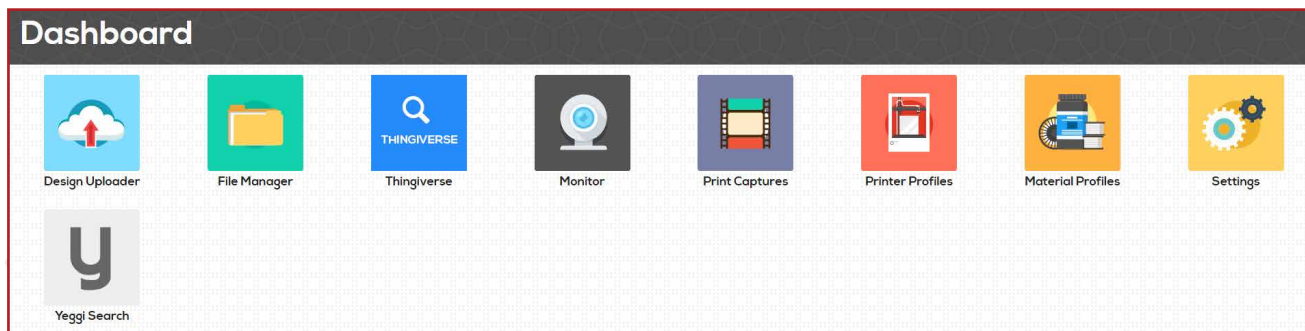 Dashboard
THINGIVERSE
Design Uploader File Manager Thingiverse Monitor Print Captures Printer Profiles Material Profiles Settings
y
Yeggi Search